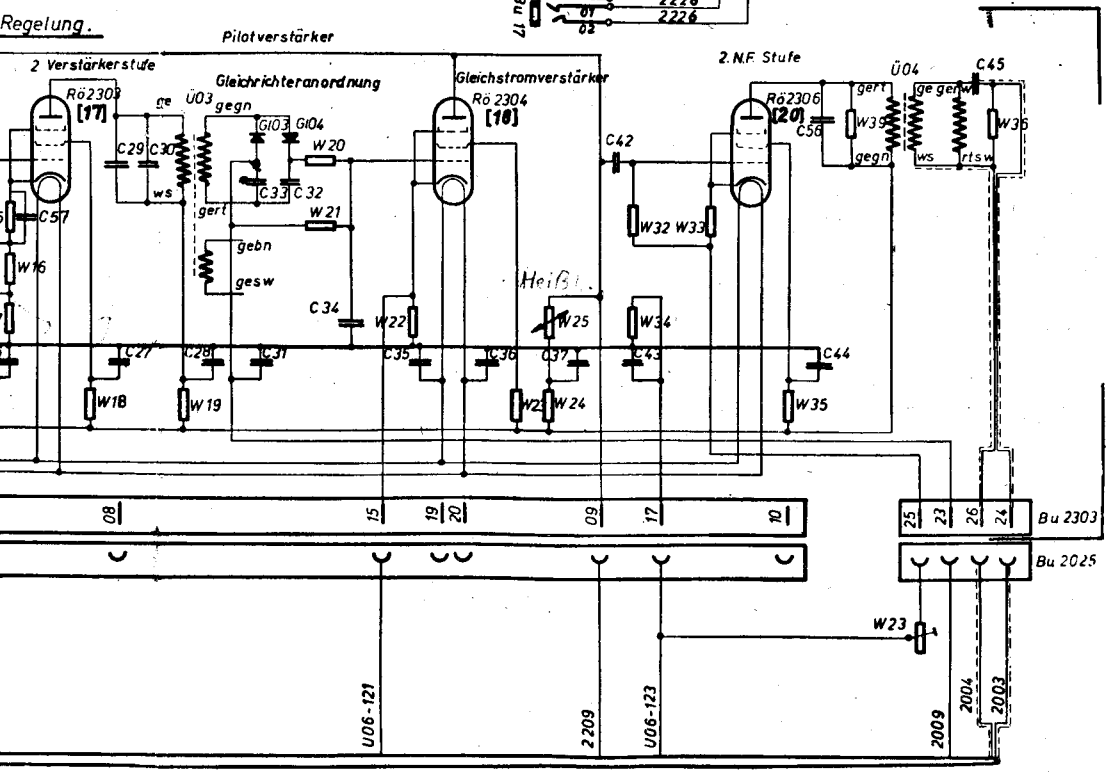 Regelung.
Bu 17
01
02
2226
2226
Pilotverstärker
2 Verstärkerstufe
Rö2303
[17]
ge
Ü03
gegn
Gleichrichteranordnung
Gl03
Gl04
W20
Gleichstromverstärker
Rö 2304
[18]
2.N.F. Stufe
Rö2306
[20]
C56
gert
W39
gegn
Ü04
ge
gerw
C45
W36
ws
rtsw
C29
C30
ws
C33
C32
gert
W21
C57
W16
gebn
gesw
C42
W32
W33
C34
Heißl.
W22
W25
W34
C27
C28
C31
C35
C36
C37
C43
C44
W18
W19
W24
W35
08
15
19
20
09
17
10
25
23
26
24
Bu 2303
Bu 2025
W23
U06-121
2209
U06-123
2009
2004
2003